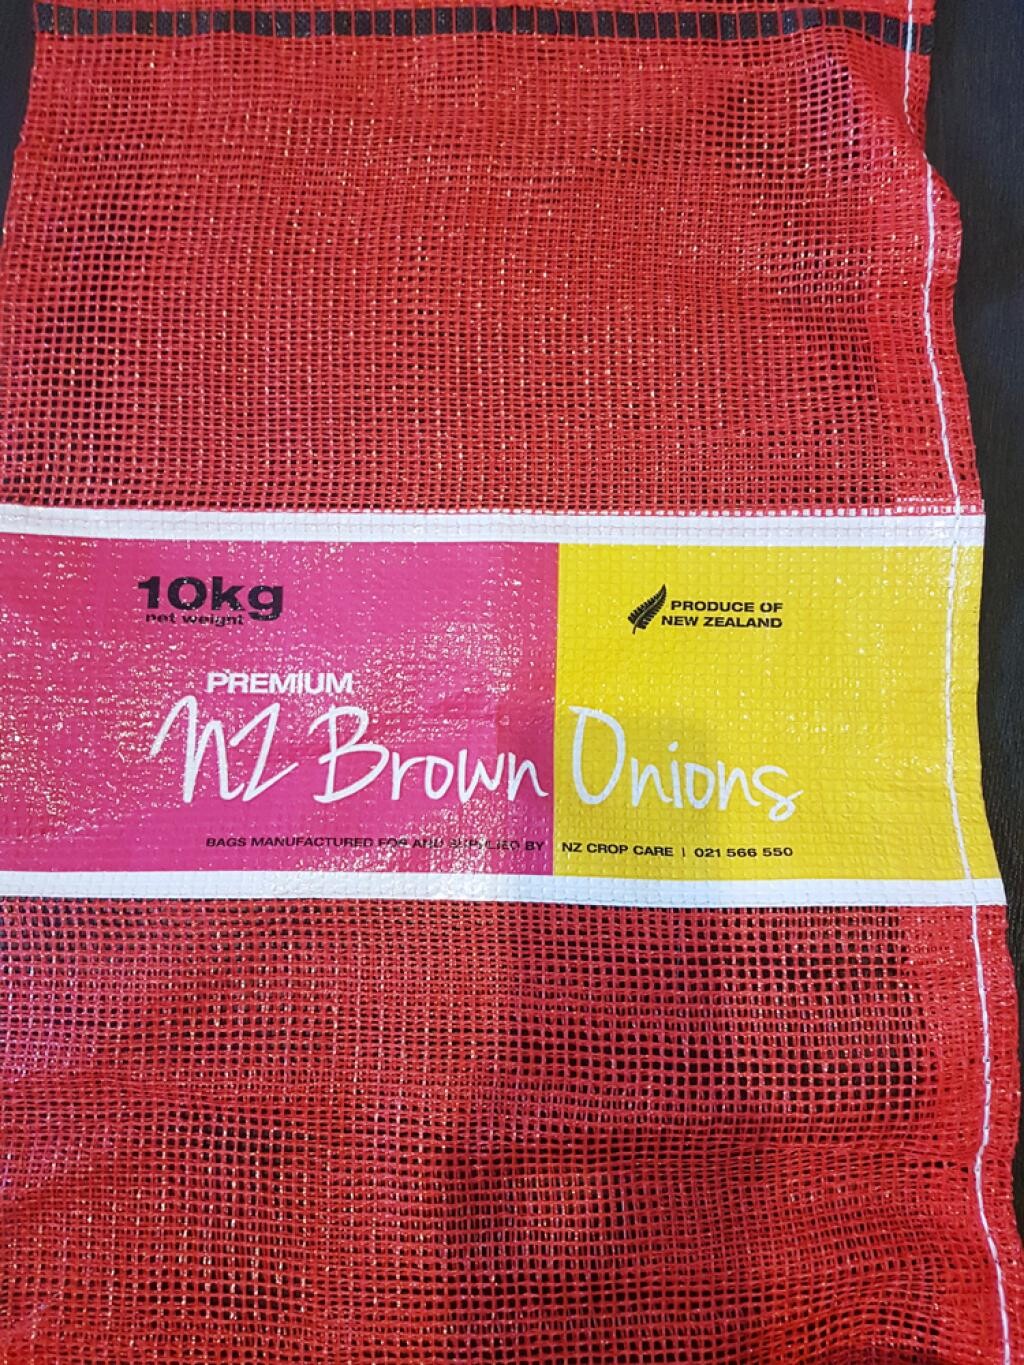 10kg
net weight
PRODUCE OF
NEW ZEALAND
PREMIUM
NZ Brown Onions
BAGS MANUFACTURED FOR AND SUPPLIED BY NZ CROP CARE | 021 566 550